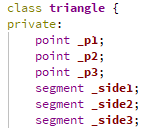 class triangle {
private:
    point _p1;
    point _p2;
    point _p3;
    segment _side1;
    segment _side2;
    segment _side3;